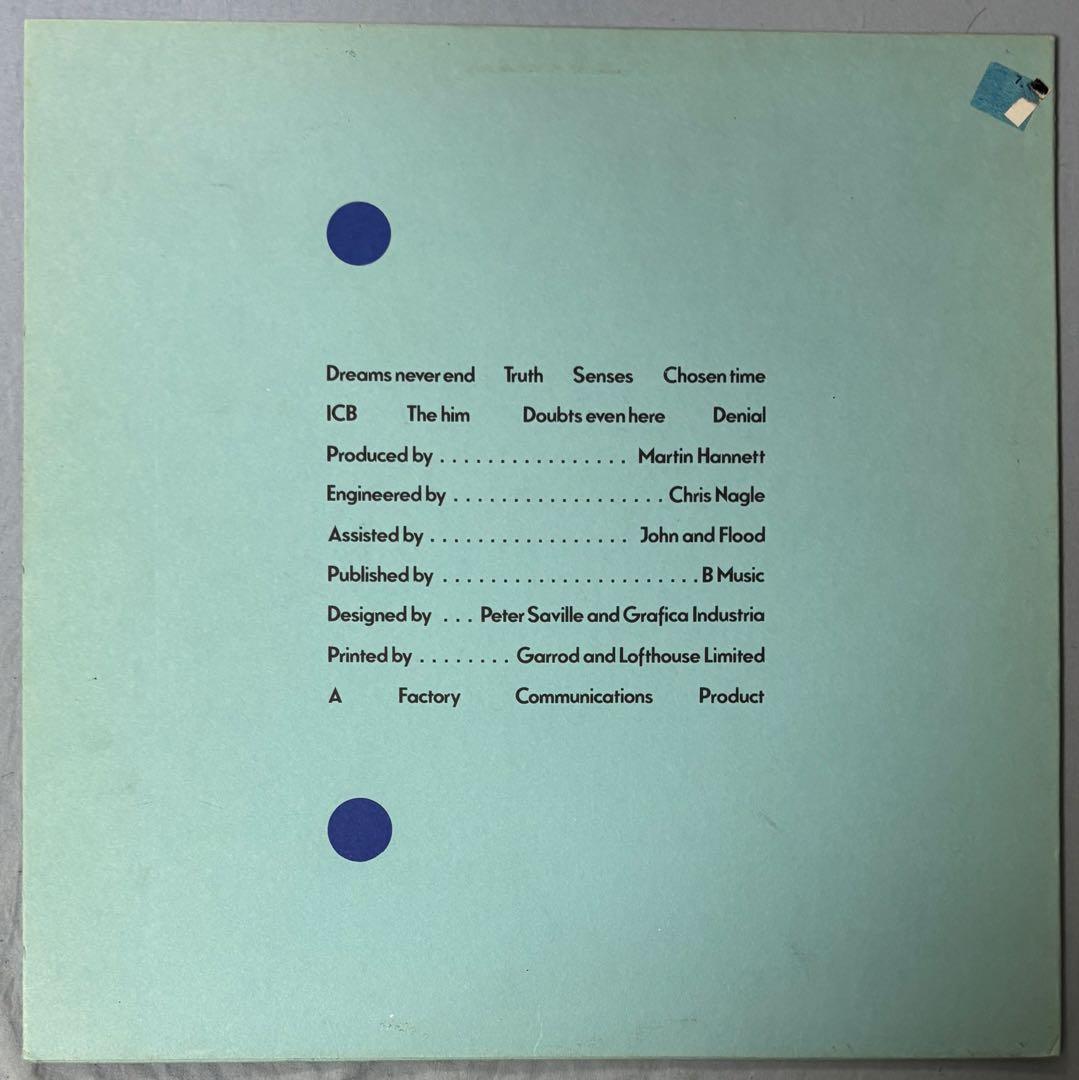 Dreams never end Truth Senses Chosen time
ICB The him Doubts even here Denial
Produced by . . . . . . . . . . . . . . . . Martin Hannett
Engineered by . . . . . . . . . . . . . . . . . . Chris Nagle
Assisted by . . . . . . . . . . . . . . . . . John and Flood
Published by . . . . . . . . . . . . . . . . . . . . . . B Music
Designed by . . . Peter Saville and Grafica Industria
Printed by . . . . . . . . Garrod and Lofthouse Limited
A Factory Communications Product